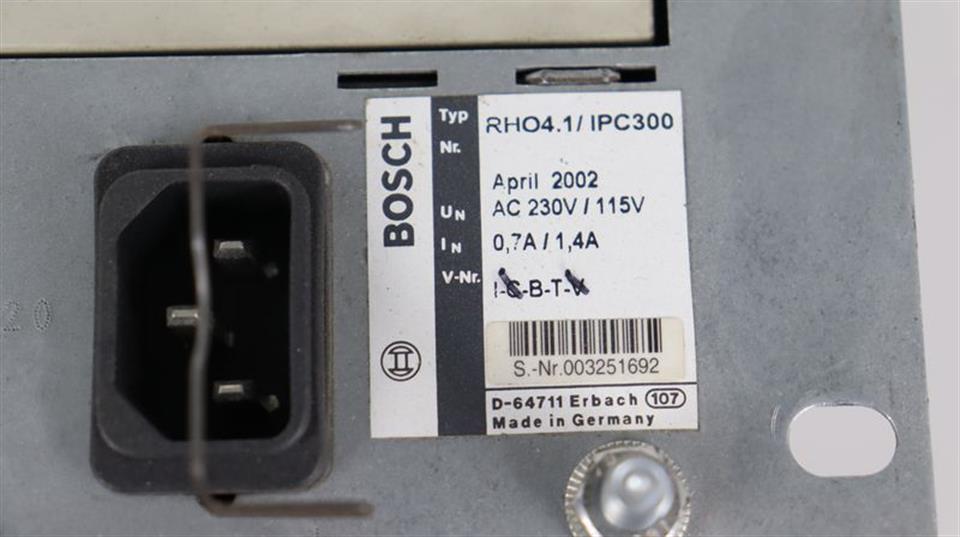 BOSCH
Typ RHO4.1/ IPC300
Nr.
April 2002
UN AC 230V / 115V
IN 0,7A / 1,4A
V-Nr. I-C-B-T-V
S.-Nr.003251692
D-64711 Erbach 107
Made in Germany
20